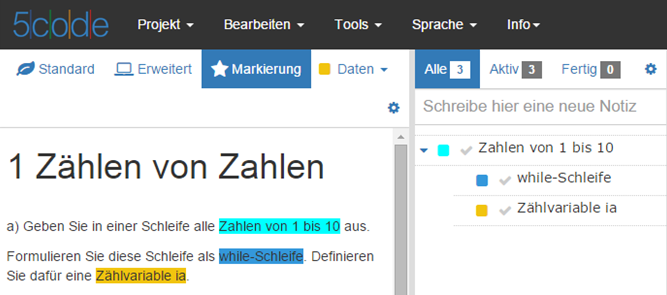 5|c|o|d|e Projekt Bearbeiten Tools Sprache Info
Standard Erweitert Markierung Daten
Alle 3 Aktiv 3 Fertig 0
Schreibe hier eine neue Notiz
1 Zählen von Zahlen
a) Geben Sie in einer Schleife alle Zahlen von 1 bis 10 aus.
Formulieren Sie diese Schleife als while-Schleife. Definieren
Sie dafür eine Zählvariable ia.
Zahlen von 1 bis 10
while-Schleife
Zählvariable ia